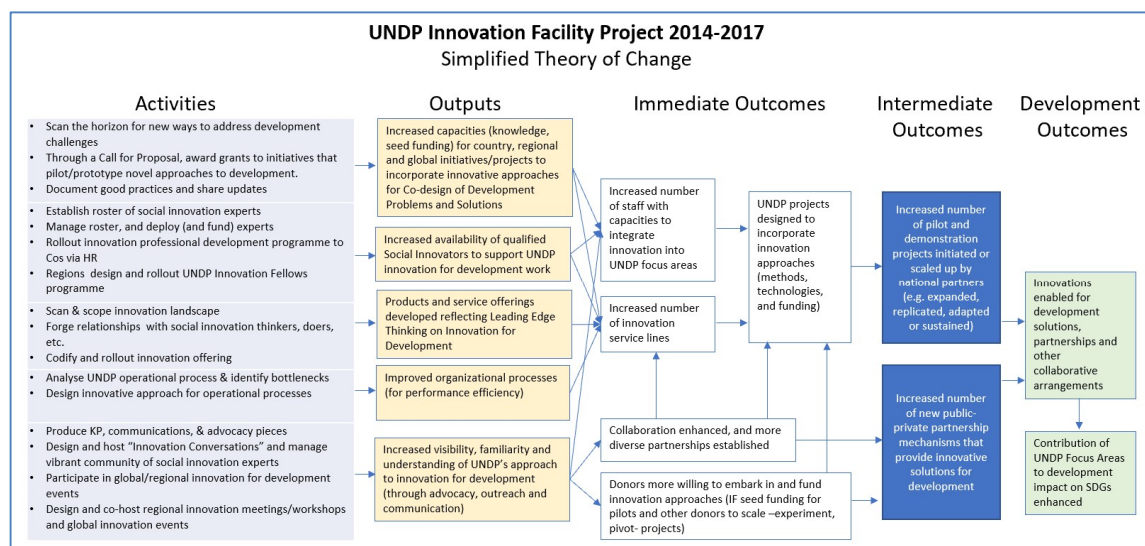 UNDP Innovation Facility Project 2014-2017
Simplified Theory of Change
Activities
Outputs
Immediate Outcomes
Intermediate
Outcomes
Development
Outcomes
• Scan the horizon for new ways to address development
challenges
• Through a Call for Proposal, award grants to initiatives that
pilot/prototype novel approaches to development.
• Document good practices and share updates
• Establish roster of social innovation experts
• Manage roster, and deploy (and fund) experts
• Rollout innovation professional development programme to
Cos via HR
• Regions design and rollout UNDP Innovation Fellows
programme
• Scan & scope innovation landscape
• Forge relationships with social innovation thinkers, doers,
etc.
• Codify and rollout innovation offering
• Analyse UNDP operational process & identify bottlenecks
• Design innovative approach for operational processes
• Produce KP, communications, & advocacy pieces
• Design and host “Innovation Conversations” and manage
vibrant community of social innovation experts
• Participate in global/regional innovation for development
events
• Design and co-host regional innovation meetings/workshops
and global innovation events
Increased capacities (knowledge,
seed funding) for country, regional
and global initiatives/projects to
incorporate innovative approaches
for Co-design of Development
Problems and Solutions
Increased availability of qualified
Social Innovators to support UNDP
innovation for development work
Products and service offerings
developed reflecting Leading Edge
Thinking on Innovation for
Development
Improved organizational processes
(for performance efficiency)
Increased visibility, familiarity and
understanding of UNDP's approach
to innovation for development
(through advocacy, outreach and
communication)
Increased number
of staff with
capacities to
integrate
innovation into
UNDP focus areas
Increased number
of innovation
service lines
UNDP projects
designed to
incorporate
innovation
approaches
(methods,
technologies,
and funding)
Collaboration enhanced, and more
diverse partnerships established
Donors more willing to embark in and fund
innovation approaches (IF seed funding for
pilots and other donors to scale –experiment,
pivot- projects)
Increased number
of pilot and
demonstration
projects initiated or
scaled up by
national partners
(e.g. expanded,
replicated, adapted
or sustained)
Increased number
of new public-
private partnership
mechanisms that
provide innovative
solutions for
development
Innovations
enabled for
development
solutions,
partnerships and
other
collaborative
arrangements
Contribution of
UNDP Focus Areas
to development
impact on SDGs
enhanced